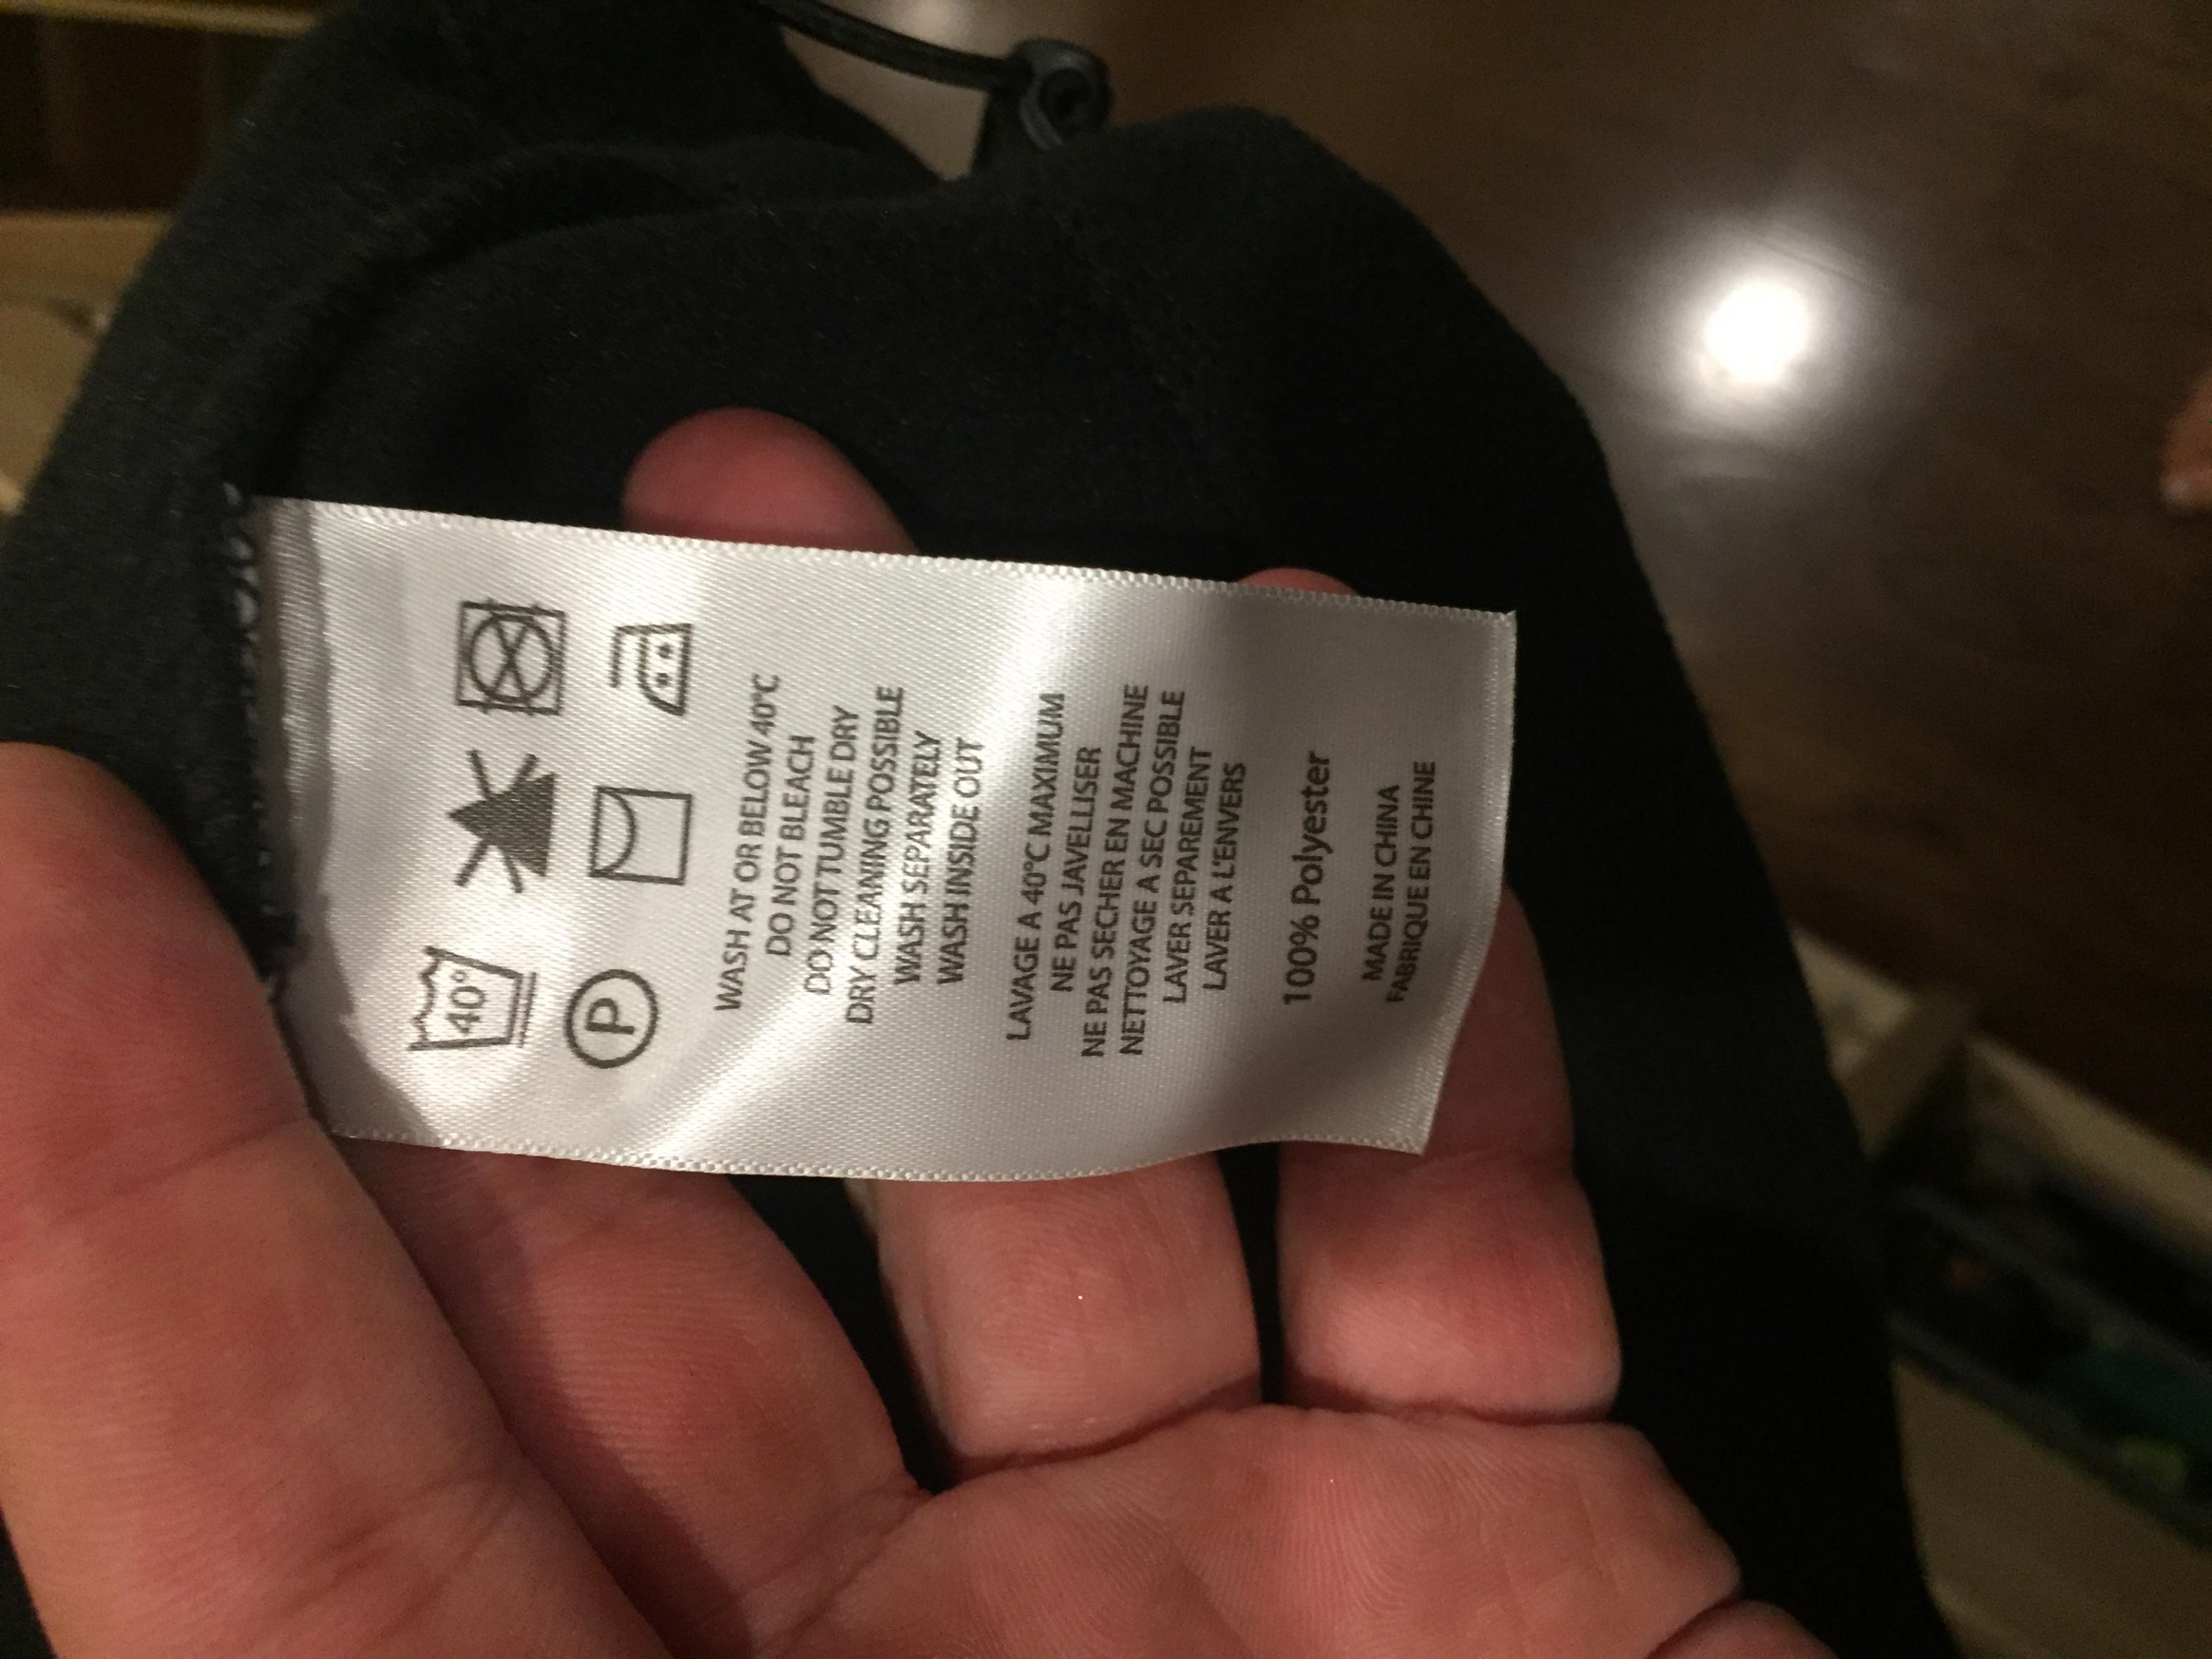 40°
P
WASH AT OR BELOW 40°C
DO NOT BLEACH
DO NOT TUMBLE DRY
DRY CLEANING POSSIBLE
WASH SEPARATELY
WASH INSIDE OUT
LAVAGE A 40°C MAXIMUM
NE PAS JAVELLISER
NE PAS SECHER EN MACHINE
NETTOYAGE A SEC POSSIBLE
LAVER SEPAREMENT
LAVER A L'ENVERS
100% Polyester
MADE IN CHINA
FABRIQUE EN CHINE